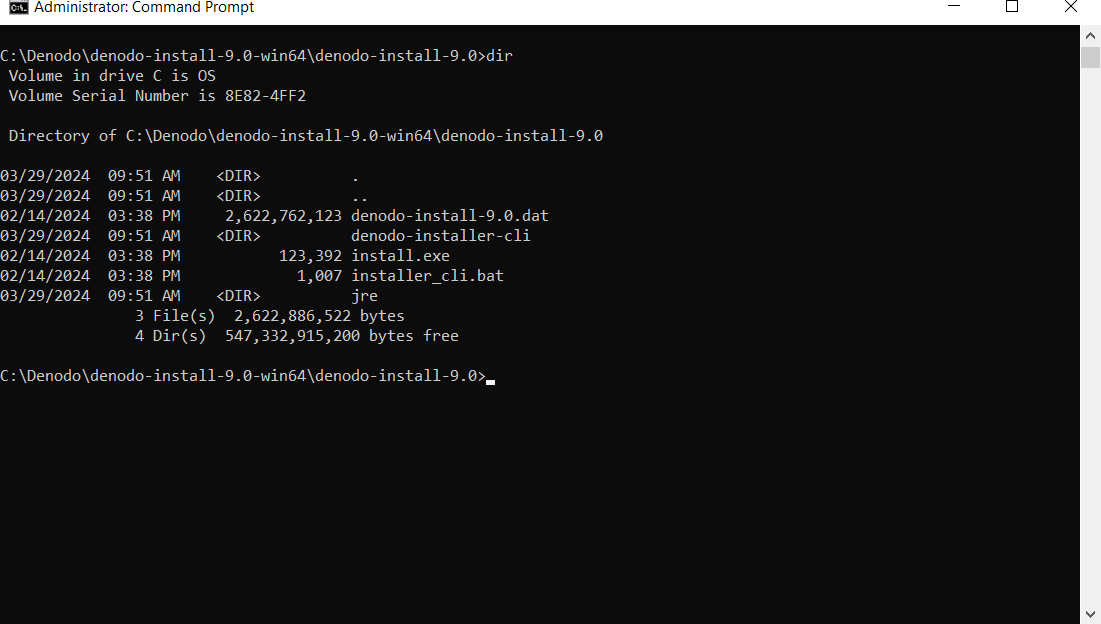 Administrator: Command Prompt
C:\Denodo\denodo-install-9.0-win64\denodo-install-9.0>dir
 Volume in drive C is OS
 Volume Serial Number is 8E82-4FF2
 Directory of C:\Denodo\denodo-install-9.0-win64\denodo-install-9.0
03/29/2024  09:51 AM    <DIR>          .
03/29/2024  09:51 AM    <DIR>          ..
02/14/2024  03:38 PM     2,622,762,123 denodo-install-9.0.dat
03/29/2024  09:51 AM    <DIR>          denodo-installer-cli
02/14/2024  03:38 PM           123,392 install.exe
02/14/2024  03:38 PM             1,007 installer_cli.bat
03/29/2024  09:51 AM    <DIR>          jre
               3 File(s)  2,622,886,522 bytes
               4 Dir(s)  547,332,915,200 bytes free
C:\Denodo\denodo-install-9.0-win64\denodo-install-9.0>